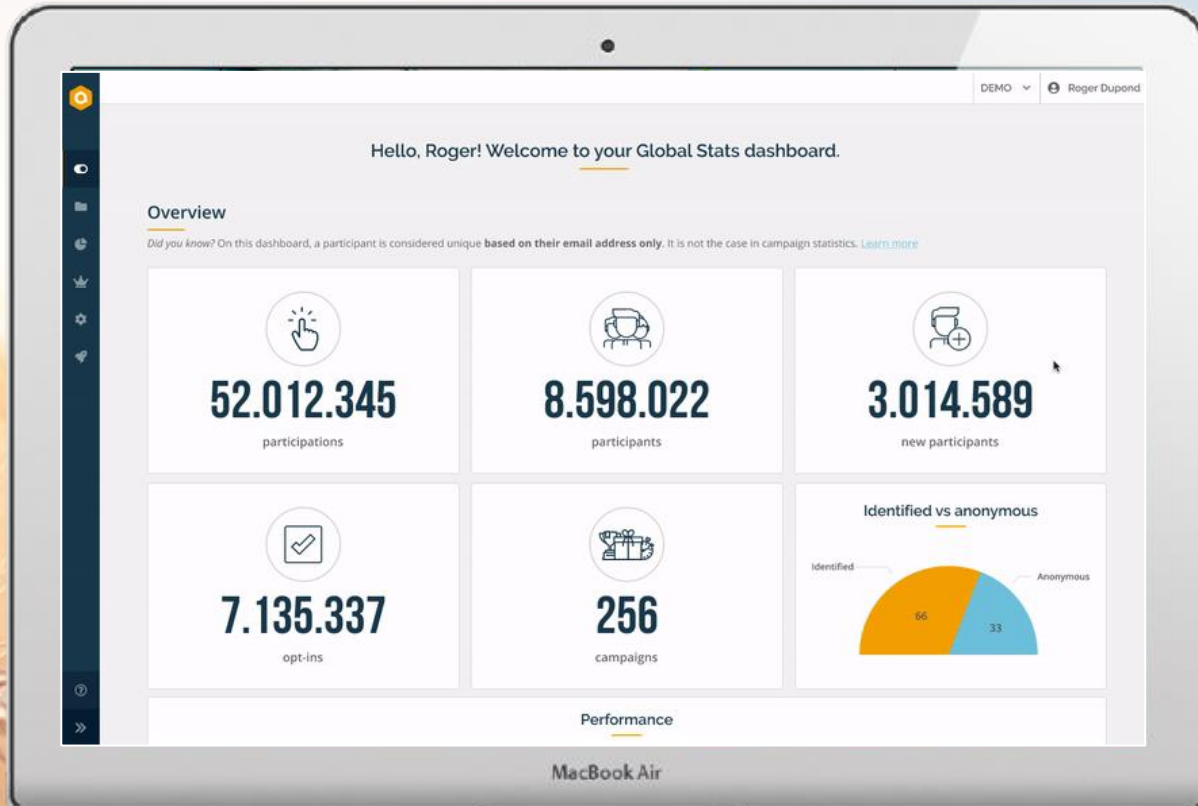 DEMO
Roger Dupond
Hello, Roger! Welcome to your Global Stats dashboard.
Overview
Did you know? On this dashboard, a participant is considered unique based on their email address only. It is not the case in campaign statistics. Learn more
52.012.345
participations
8.598.022
participants
3.014.589
new participants
7.135.337
opt-ins
256
campaigns
Identified vs anonymous
Identified
Anonymous
66
33
Performance
MacBook Air